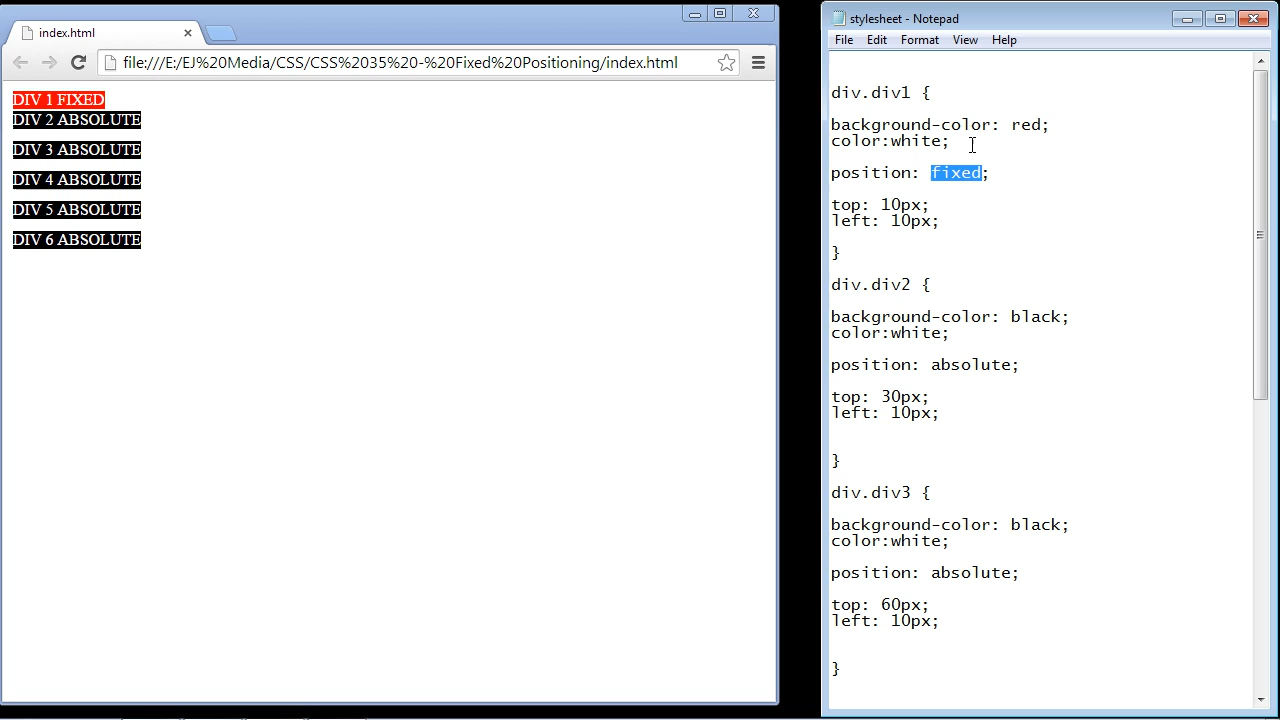 index.html
file:///E:/EJ%20Media/CSS/CSS%2035%20-%20Fixed%20Positioning/index.html
DIV 1 FIXED
DIV 2 ABSOLUTE
DIV 3 ABSOLUTE
DIV 4 ABSOLUTE
DIV 5 ABSOLUTE
DIV 6 ABSOLUTE
stylesheet - Notepad
File Edit Format View Help
div.div1 {
background-color: red;
color:white;
position: fixed;
top: 10px;
left: 10px;
}
div.div2 {
background-color: black;
color:white;
position: absolute;
top: 30px;
left: 10px;
}
div.div3 {
background-color: black;
color:white;
position: absolute;
top: 60px;
left: 10px;
}